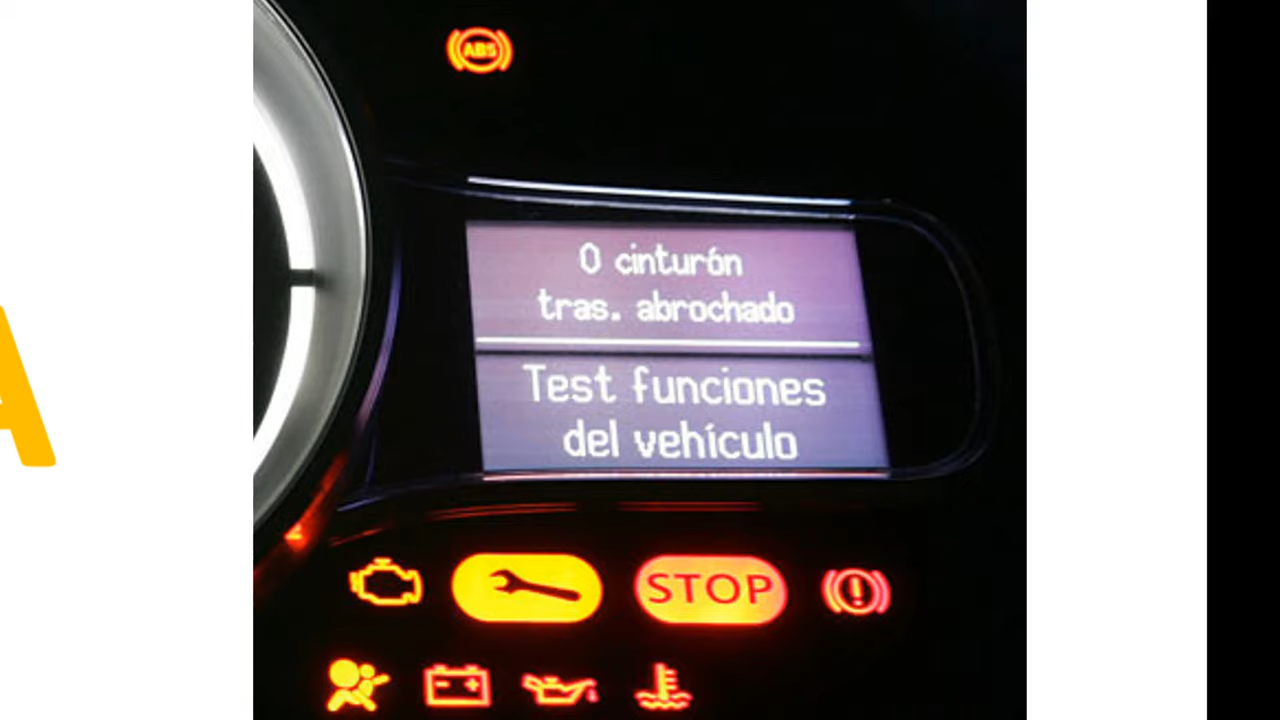 A
ABS
0 cinturón
tras. abrochado
Test funciones
del vehículo
STOP